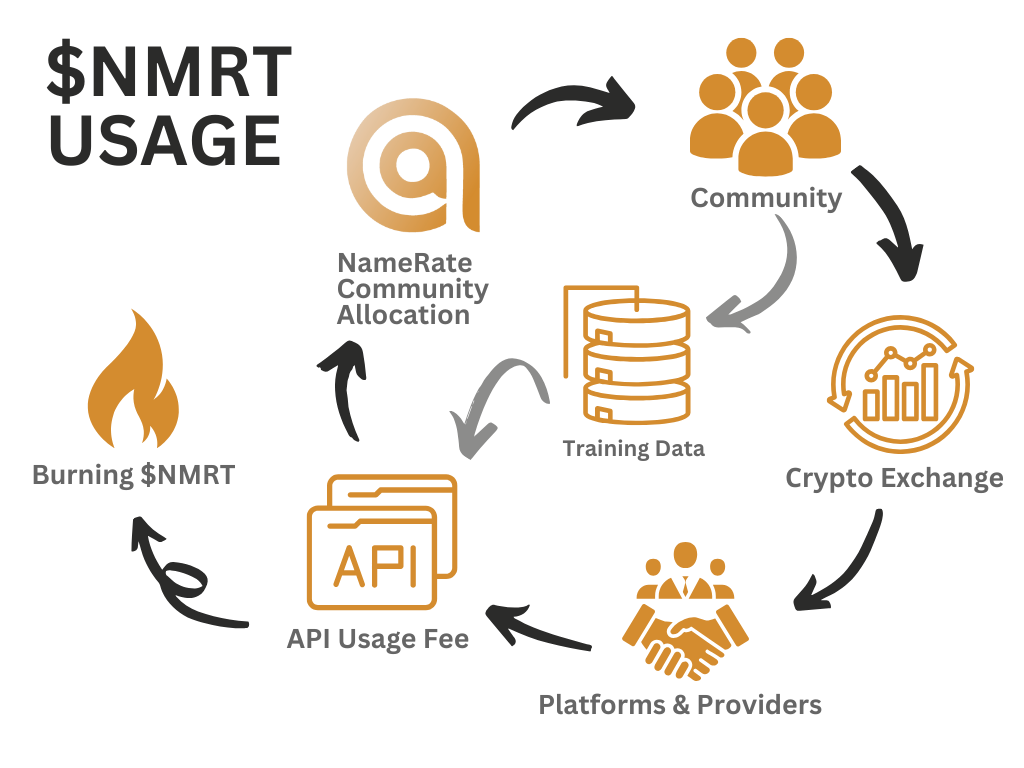 $NMRT
USAGE
NameRate
Community
Allocation
Community
Training Data
Crypto Exchange
Burning $NMRT
API
API Usage Fee
Platforms & Providers